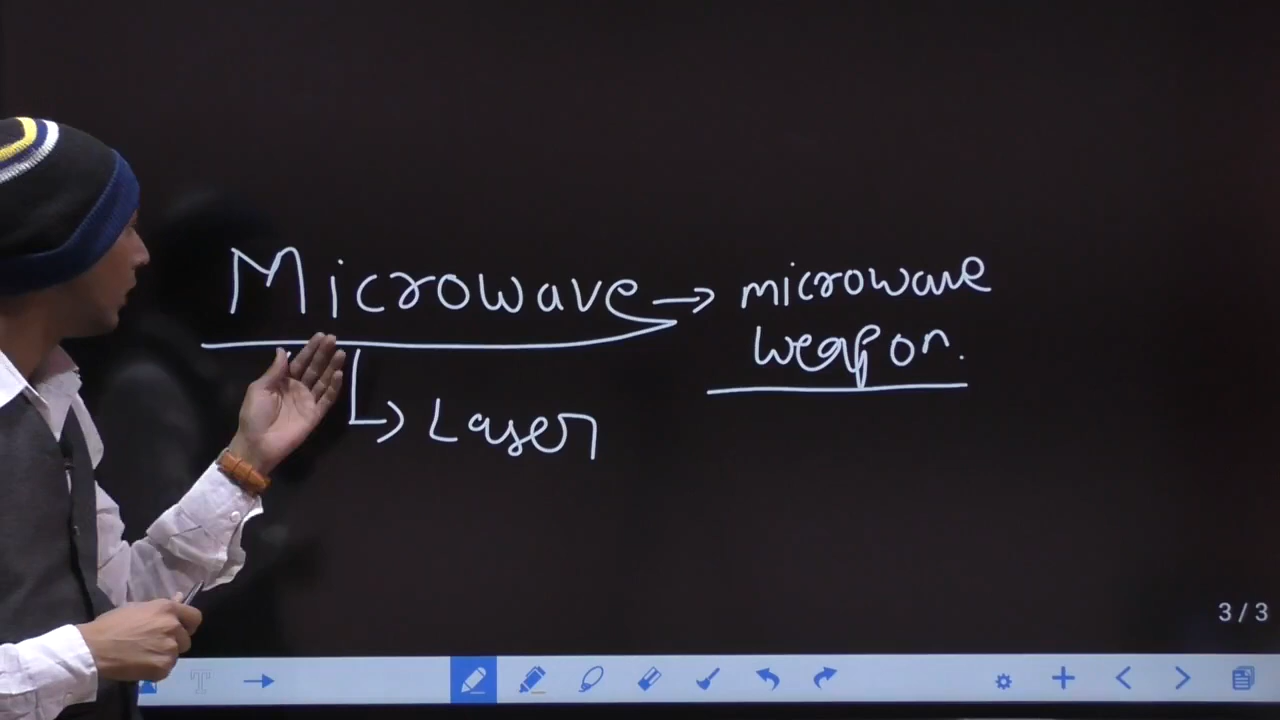 Microwave → microwave
weapon.
Laser
3 / 3
T